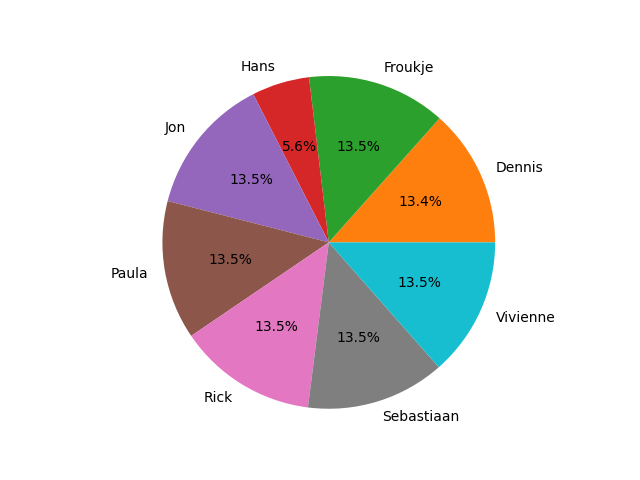 Hans
Froukje
Jon
Dennis
5.6%
13.5%
13.5%
13.4%
Paula
13.5%
13.5%
Vivienne
13.5%
13.5%
Rick
Sebastiaan